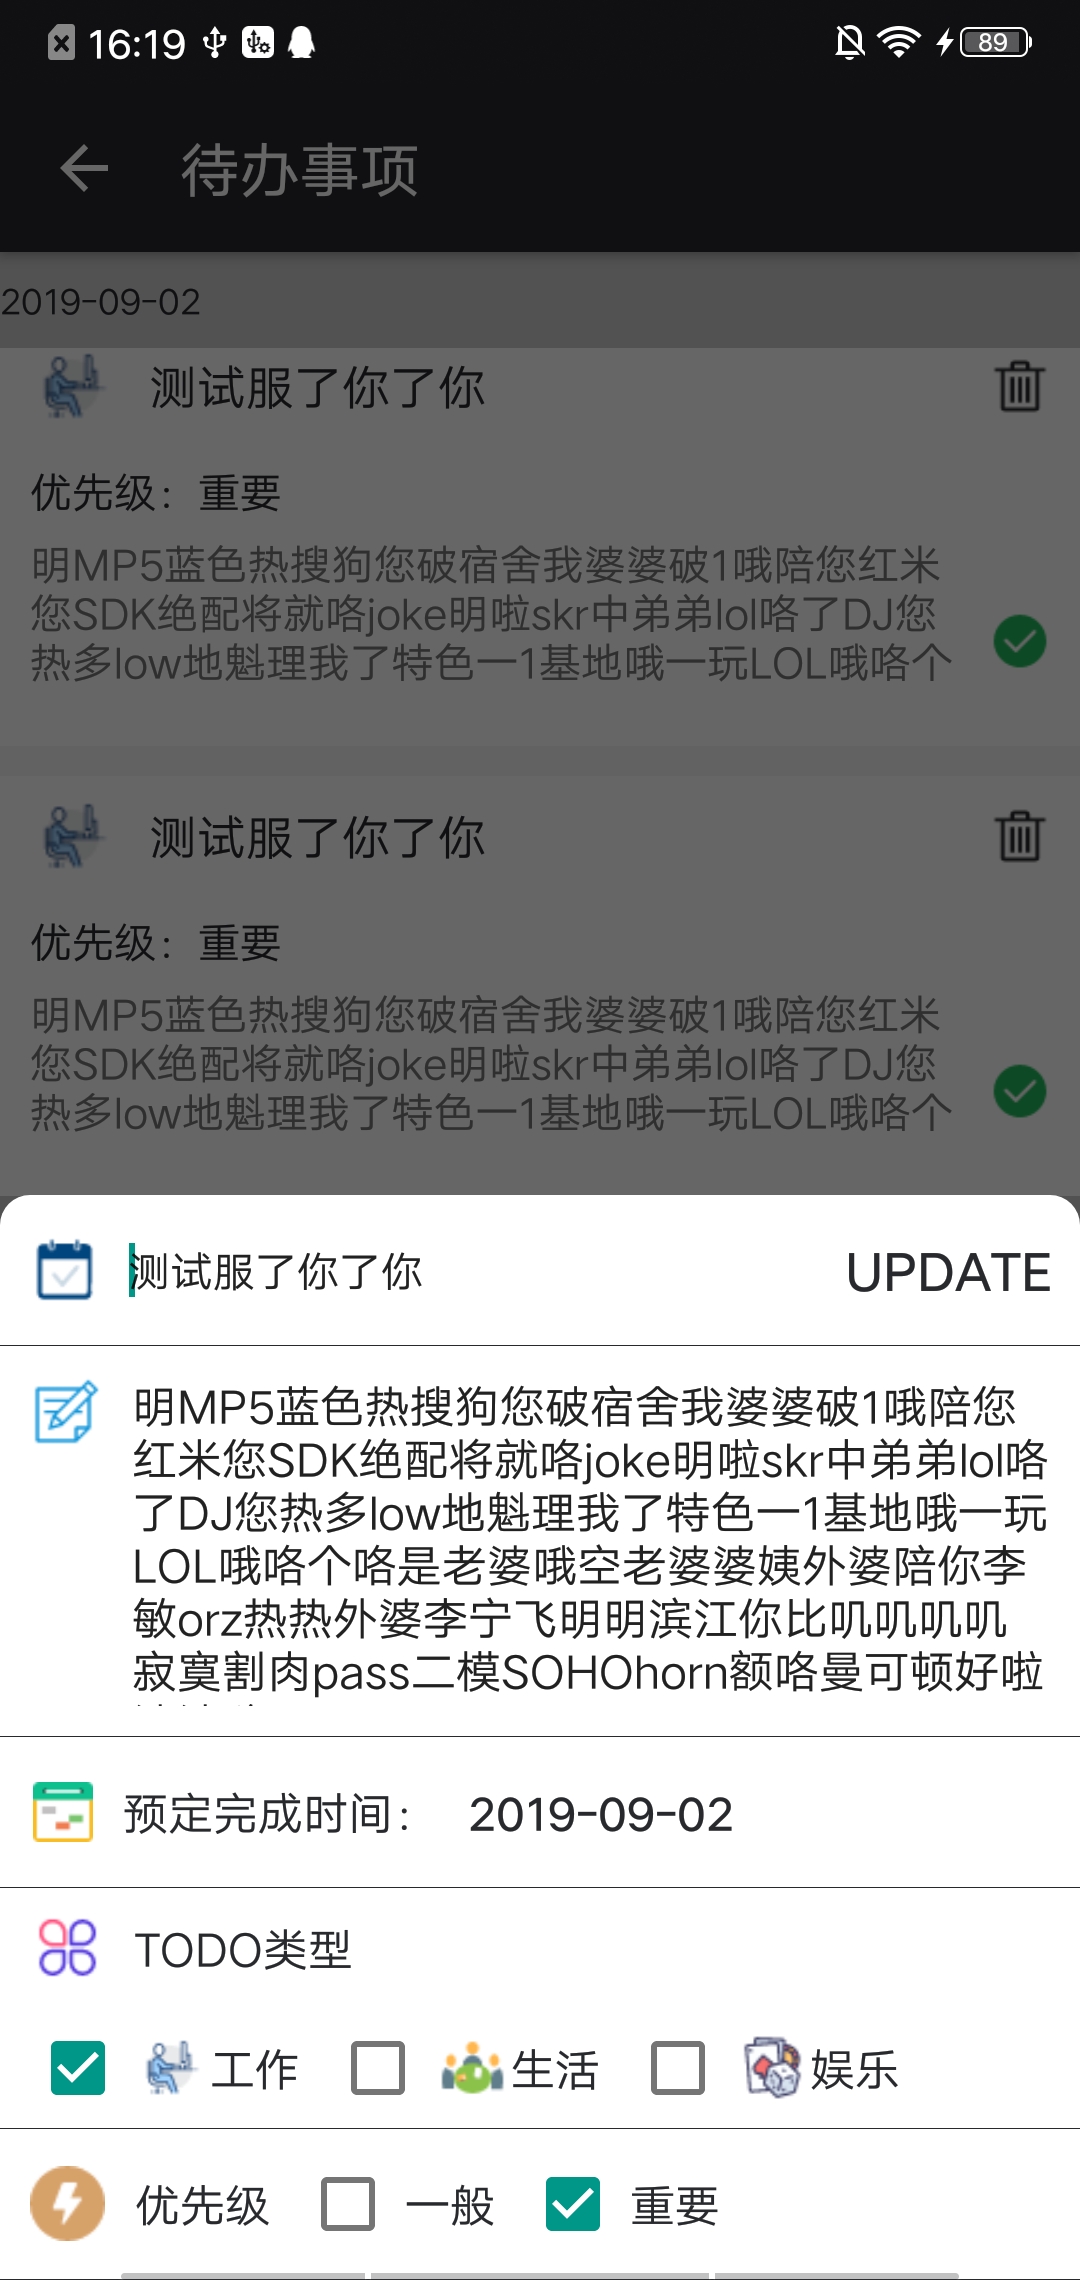 16:19
89
待办事项
2019-09-02
测试服了你了你
优先级：重要
明MP5蓝色热搜狗您破宿舍我婆婆破1哦陪您红米
您SDK绝配将就咯joke明啦skr中弟弟lol咯了DJ您
热多low地魁理我了特色一1基地哦一玩LOL哦咯个
测试服了你了你
优先级：重要
明MP5蓝色热搜狗您破宿舍我婆婆破1哦陪您红米
您SDK绝配将就咯joke明啦skr中弟弟lol咯了DJ您
热多low地魁理我了特色一1基地哦一玩LOL哦咯个
测试服了你了你 UPDATE
明MP5蓝色热搜狗您破宿舍我婆婆破1哦陪您
红米您SDK绝配将就咯joke明啦skr中弟弟lol咯
了DJ您热多low地魁理我了特色一1基地哦一玩
LOL哦咯个咯是老婆哦空老婆婆姨外婆陪你李
敏orz热热外婆李宁飞明明滨江你比叽叽叽叽
寂寞割肉pass二模SOHOhorn额咯曼可顿好啦
预定完成时间： 2019-09-02
TODO类型
工作 生活 娱乐
优先级 一般 重要